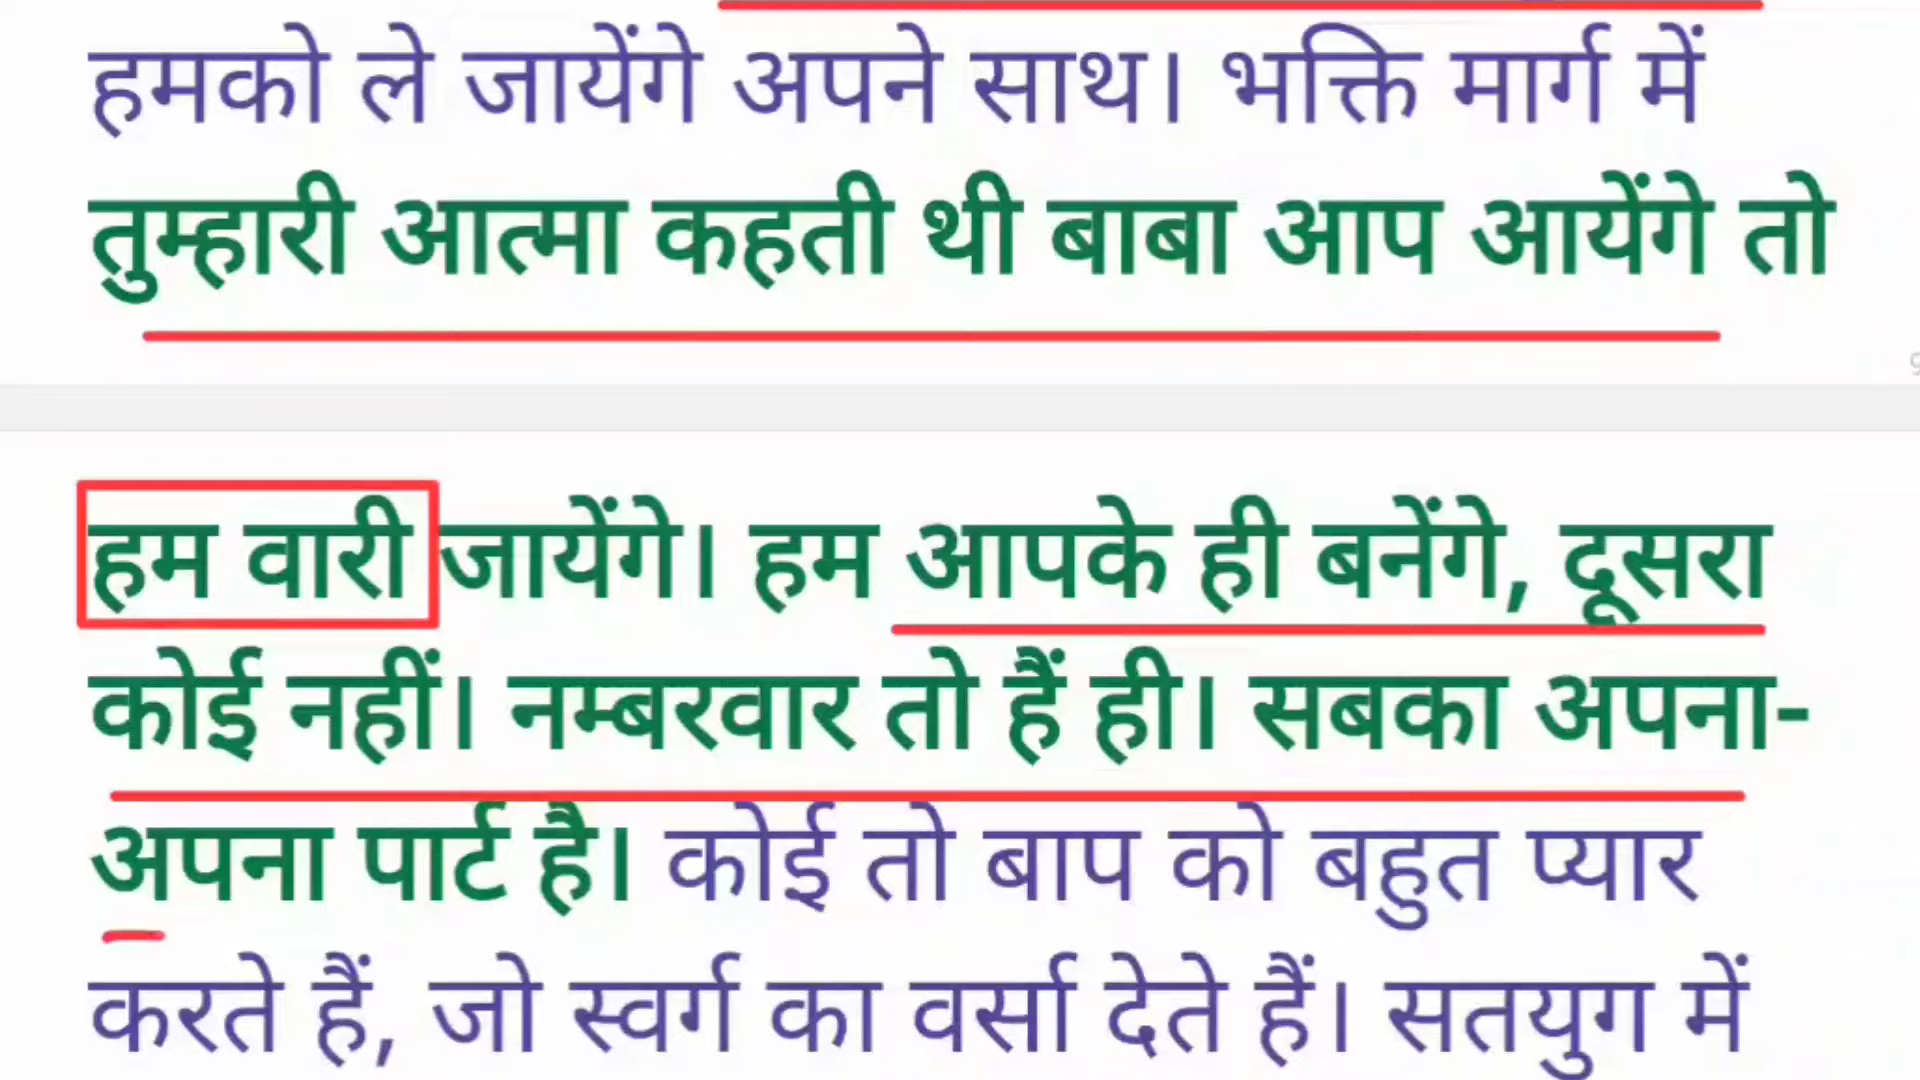 हमको ले जायेंगे अपने साथ। भक्ति मार्ग में
तुम्हारी आत्मा कहती थी बाबा आप आयेंगे तो
हम वारी जायेंगे। हम आपके ही बनेंगे, दूसरा
कोई नहीं। नम्बरवार तो हैं ही। सबका अपना-
अपना पार्ट है। कोई तो बाप को बहुत प्यार
करते हैं, जो स्वर्ग का वर्सा देते हैं। सतयुग में